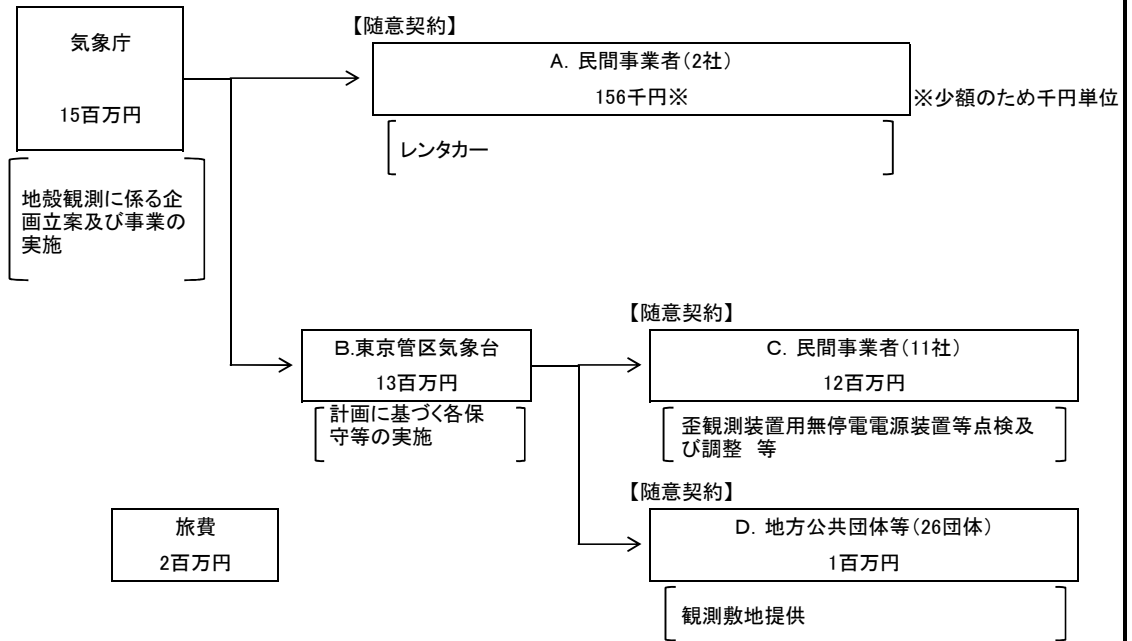 気象庁
15百万円
地殻観測に係る企
画立案及び事業の
実施
【随意契約】
A．民間事業者（2社）
156千円※
※少額のため千円単位
レンタカー
B.東京管区気象台
13百万円
計画に基づく各保
守等の実施
【随意契約】
C．民間事業者（11社）
12百万円
歪観測装置用無停電電源装置等点検及
び調整　等
【随意契約】
D．地方公共団体等（26団体）
1百万円
観測敷地提供
旅費
2百万円